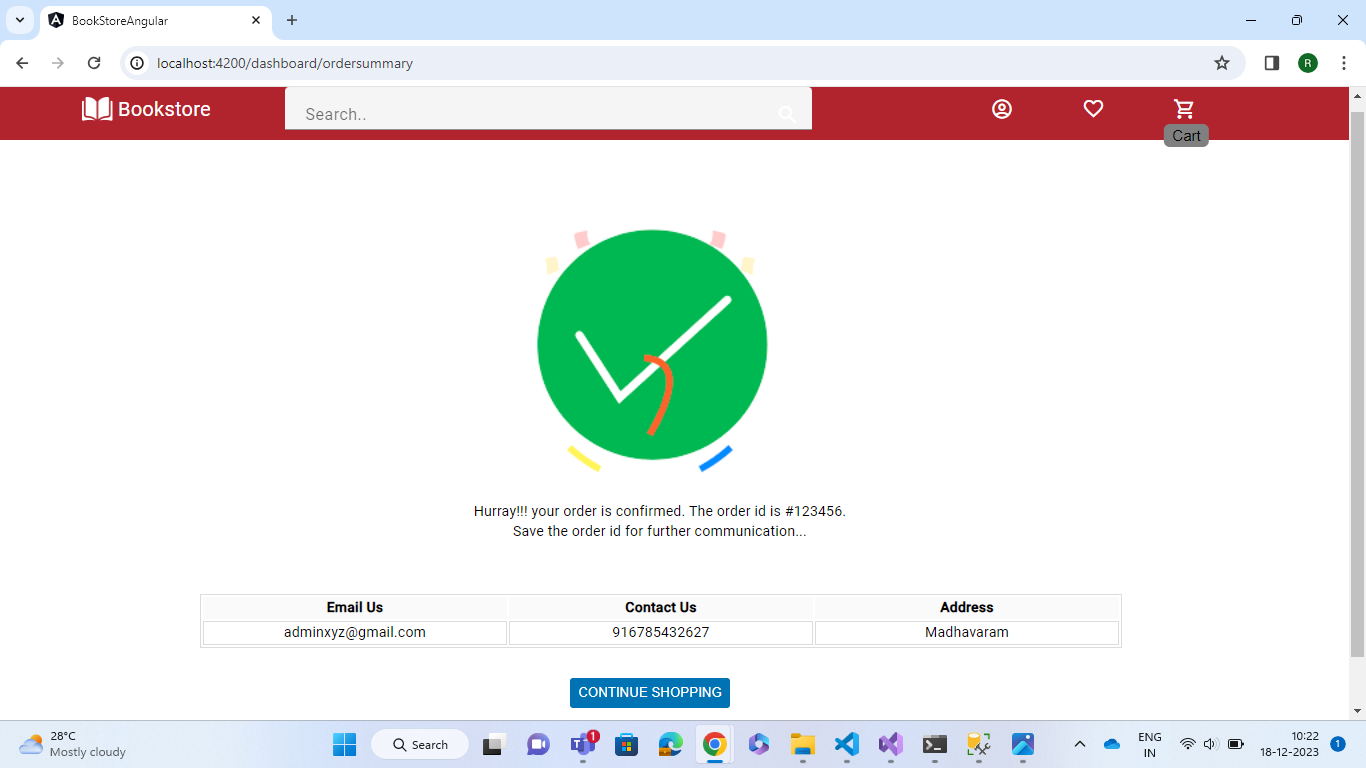 BookStoreAngular
localhost:4200/dashboard/ordersummary
R
Bookstore
Search..
Cart
Hurray!!! your order is confirmed. The order id is #123456.
Save the order id for further communication...
Email Us Contact Us Address
adminxyz@gmail.com 916785432627 Madhavaram
CONTINUE SHOPPING
28°C
Mostly cloudy
Search
1
ENG
IN
10:22
18-12-2023
1